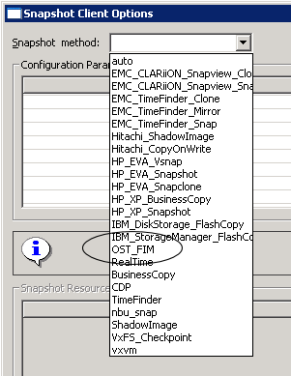 Snapshot Client Options
Snapshot method:
Configuration Para
auto
EMC_CLARiiON_Snapview_Clo
EMC_CLARiiON_Snapview_Sna
EMC_TimeFinder_Clone
EMC_TimeFinder_Mirror
EMC_TimeFinder_Snap
Hitachi_ShadowImage
Hitachi_CopyOnWrite
HP_EVA_Vsnap
HP_EVA_Snapshot
HP_EVA_Snapclone
HP_XP_BusinessCopy
HP_XP_Snapshot
IBM_DiskStorage_FlashCopy
IBM_StorageManager_FlashCo
OST_FIM
RealTime
BusinessCopy
CDP
Snapshot Resource
TimeFinder
nbu_snap
ShadowImage
VxFS_Checkpoint
vxvm